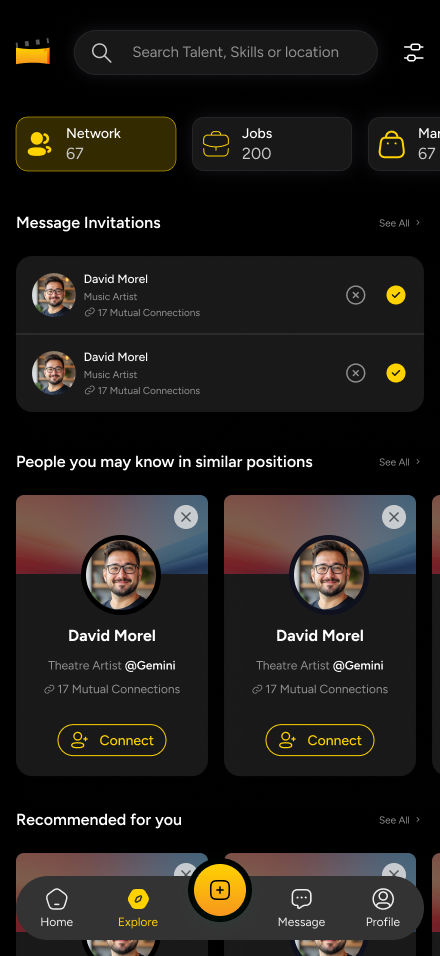 Search Talent, Skills or location
Network
67
Jobs
200
Mar
67
Message Invitations
See All
David Morel
Music Artist
17 Mutual Connections
David Morel
Music Artist
17 Mutual Connections
People you may know in similar positions
See All
David Morel
Theatre Artist @Gemini
17 Mutual Connections
Connect
David Morel
Theatre Artist @Gemini
17 Mutual Connections
Connect
Recommended for you
See All
Home
Explore
Message
Profile